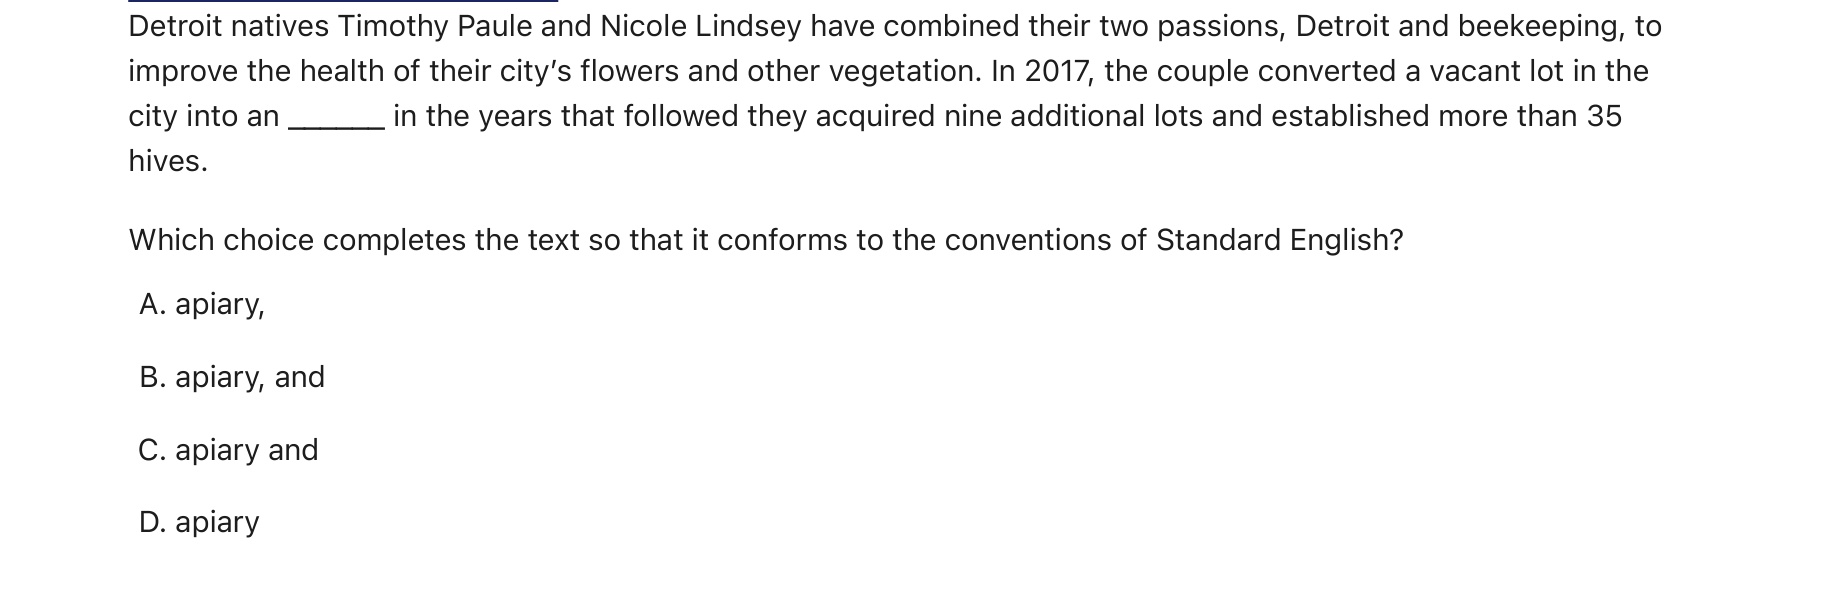 Detroit natives Timothy Paule and Nicole Lindsey have combined their two passions, Detroit and beekeeping, to
improve the health of their city’s flowers and other vegetation. In 2017, the couple converted a vacant lot in the
city into an ______ in the years that followed they acquired nine additional lots and established more than 35
hives.
Which choice completes the text so that it conforms to the conventions of Standard English?
A. apiary,
B. apiary, and
C. apiary and
D. apiary